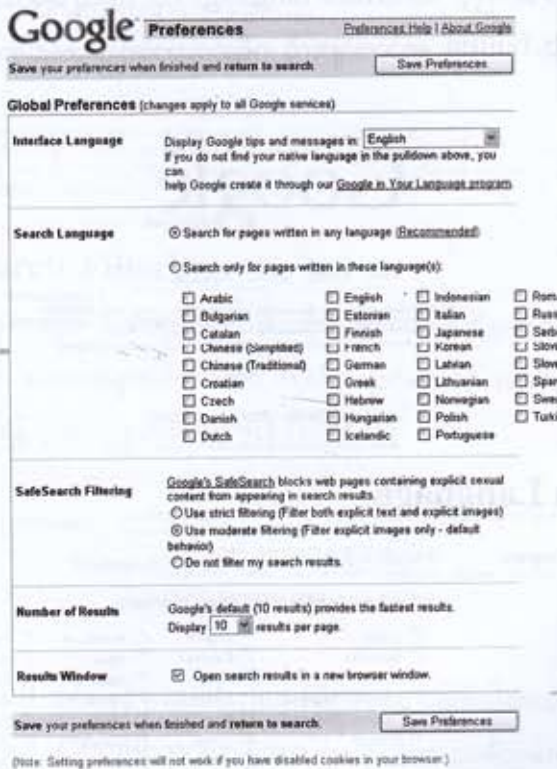 Google Preferences Preferences Help | About Google
Save your preferences when finished and return to search. Save Preferences
Global Preferences (changes apply to all Google services)
Interface Language Display Google tips and messages in: English
If you do not find your native language in the pulldown above, you
can
help Google create it through our Google in Your Language program.
Search Language Search for pages written in any language (Recommended).
Search only for pages written in these language(s):
Arabic English Indonesian
Bulgarian Estonian Italian
Catalan Finnish Japanese
Chinese (Simplified) French Korean
Chinese (Traditional) German Latvian
Croatian Greek Lithuanian
Czech Hebrew Norwegian
Danish Hungarian Polish
Dutch Icelandic Portuguese
SafeSearch Filtering Google's SafeSearch blocks web pages containing explicit sexual
content from appearing in search results.
Use strict filtering (Filter both explicit text and explicit images)
Use moderate filtering (Filter explicit images only - default
behavior)
Do not filter my search results.
Number of Results Google's default (10 results) provides the fastest results.
Display 10 results per page.
Results Window Open search results in a new browser window.
Save your preferences when finished and return to search. Save Preferences
(Note: Setting preferences will not work if you have disabled cookies in your browser.)